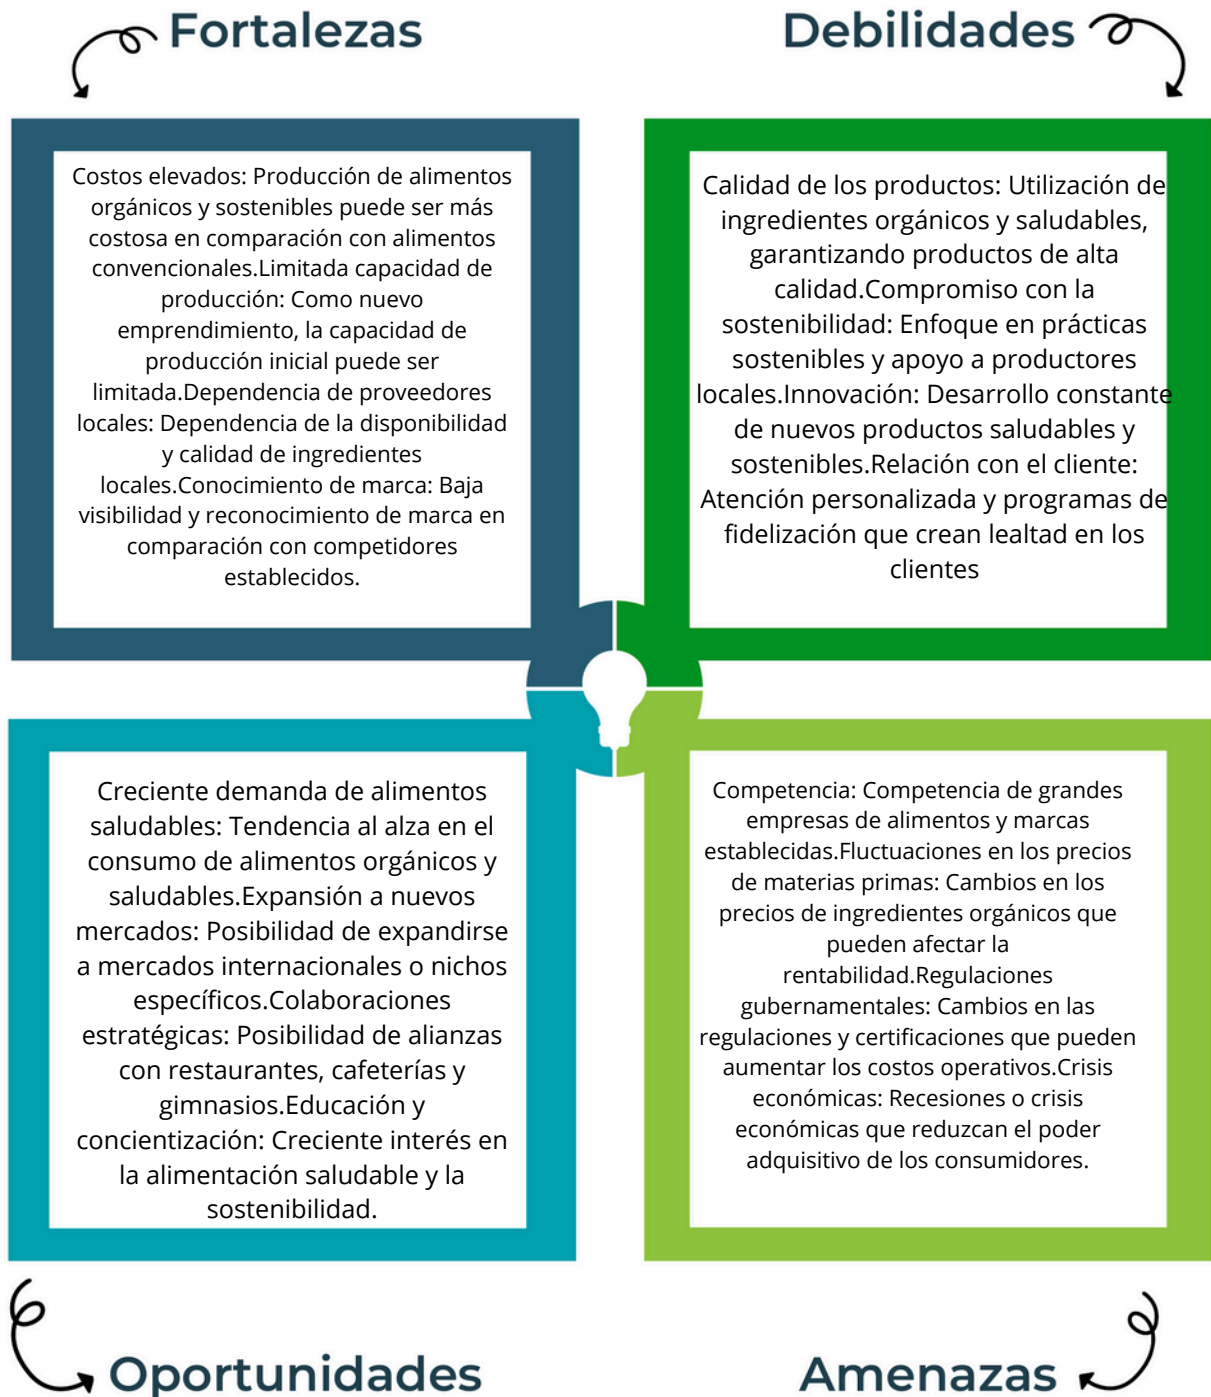 Fortalezas
Costos elevados: Producción de alimentos
orgánicos y sostenibles puede ser más
costosa en comparación con alimentos
convencionales.Limitada capacidad de
producción: Como nuevo
emprendimiento, la capacidad de
producción inicial puede ser
limitada.Dependencia de proveedores
locales: Dependencia de la disponibilidad
y calidad de ingredientes
locales.Conocimiento de marca: Baja
visibilidad y reconocimiento de marca en
comparación con competidores
establecidos.
Debilidades
Calidad de los productos: Utilización de
ingredientes orgánicos y saludables,
garantizando productos de alta
calidad.Compromiso con la
sostenibilidad: Enfoque en prácticas
sostenibles y apoyo a productores
locales.Innovación: Desarrollo constante
de nuevos productos saludables y
sostenibles.Relación con el cliente:
Atención personalizada y programas de
fidelización que crean lealtad en los
clientes
Creciente demanda de alimentos
saludables: Tendencia al alza en el
consumo de alimentos orgánicos y
saludables.Expansión a nuevos
mercados: Posibilidad de expandirse
a mercados internacionales o nichos
específicos.Colaboraciones
estratégicas: Posibilidad de alianzas
con restaurantes, cafeterías y
gimnasios.Educación y
concientización: Creciente interés en
la alimentación saludable y la
sostenibilidad.
Oportunidades
Competencia: Competencia de grandes
empresas de alimentos y marcas
establecidas.Fluctuaciones en los precios
de materias primas: Cambios en los
precios de ingredientes orgánicos que
pueden afectar la
rentabilidad.Regulaciones
gubernamentales: Cambios en las
regulaciones y certificaciones que pueden
aumentar los costos operativos.Crisis
económicas: Recesiones o crisis
económicas que reduzcan el poder
adquisitivo de los consumidores.
Amenazas